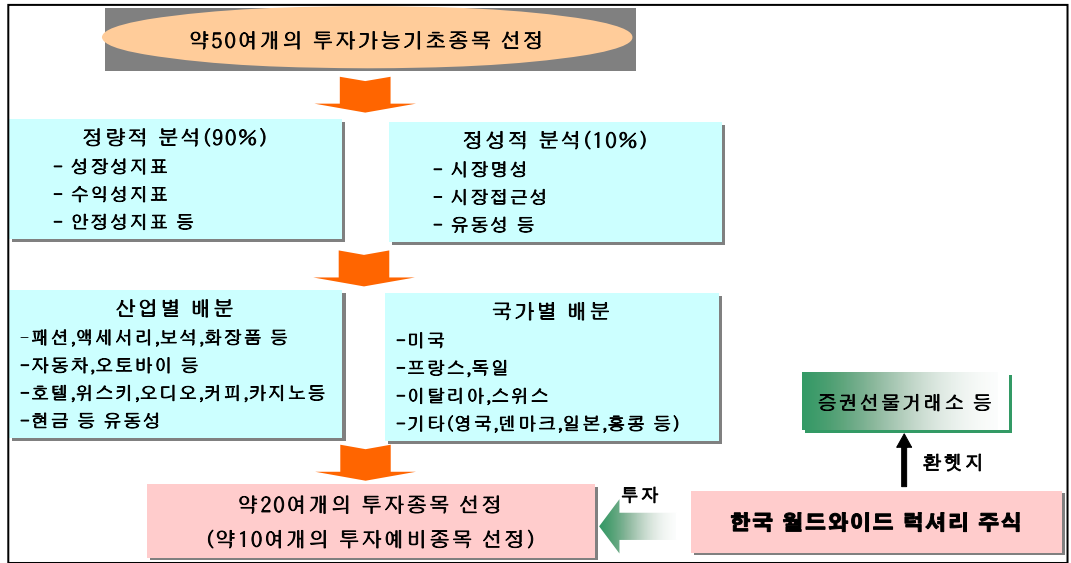 약50여개의 투자가능기초종목 선정
정량적 분석(90%)
- 성장성지표
- 수익성지표
- 안정성지표 등
정성적 분석(10%)
- 시장명성
- 시장접근성
- 유동성 등
산업별 배분
-패션,액세서리,보석,화장품 등
-자동차,오토바이 등
-호텔,위스키,오디오,커피,카지노등
-현금 등 유동성
국가별 배분
-미국
-프랑스,독일
-이탈리아,스위스
-기타(영국,덴마크,일본,홍콩 등)
증권선물거래소 등
환헷지
약20여개의 투자종목 선정
(약10여개의 투자예비종목 선정)
투자
한국 월드와이드 럭셔리 주식